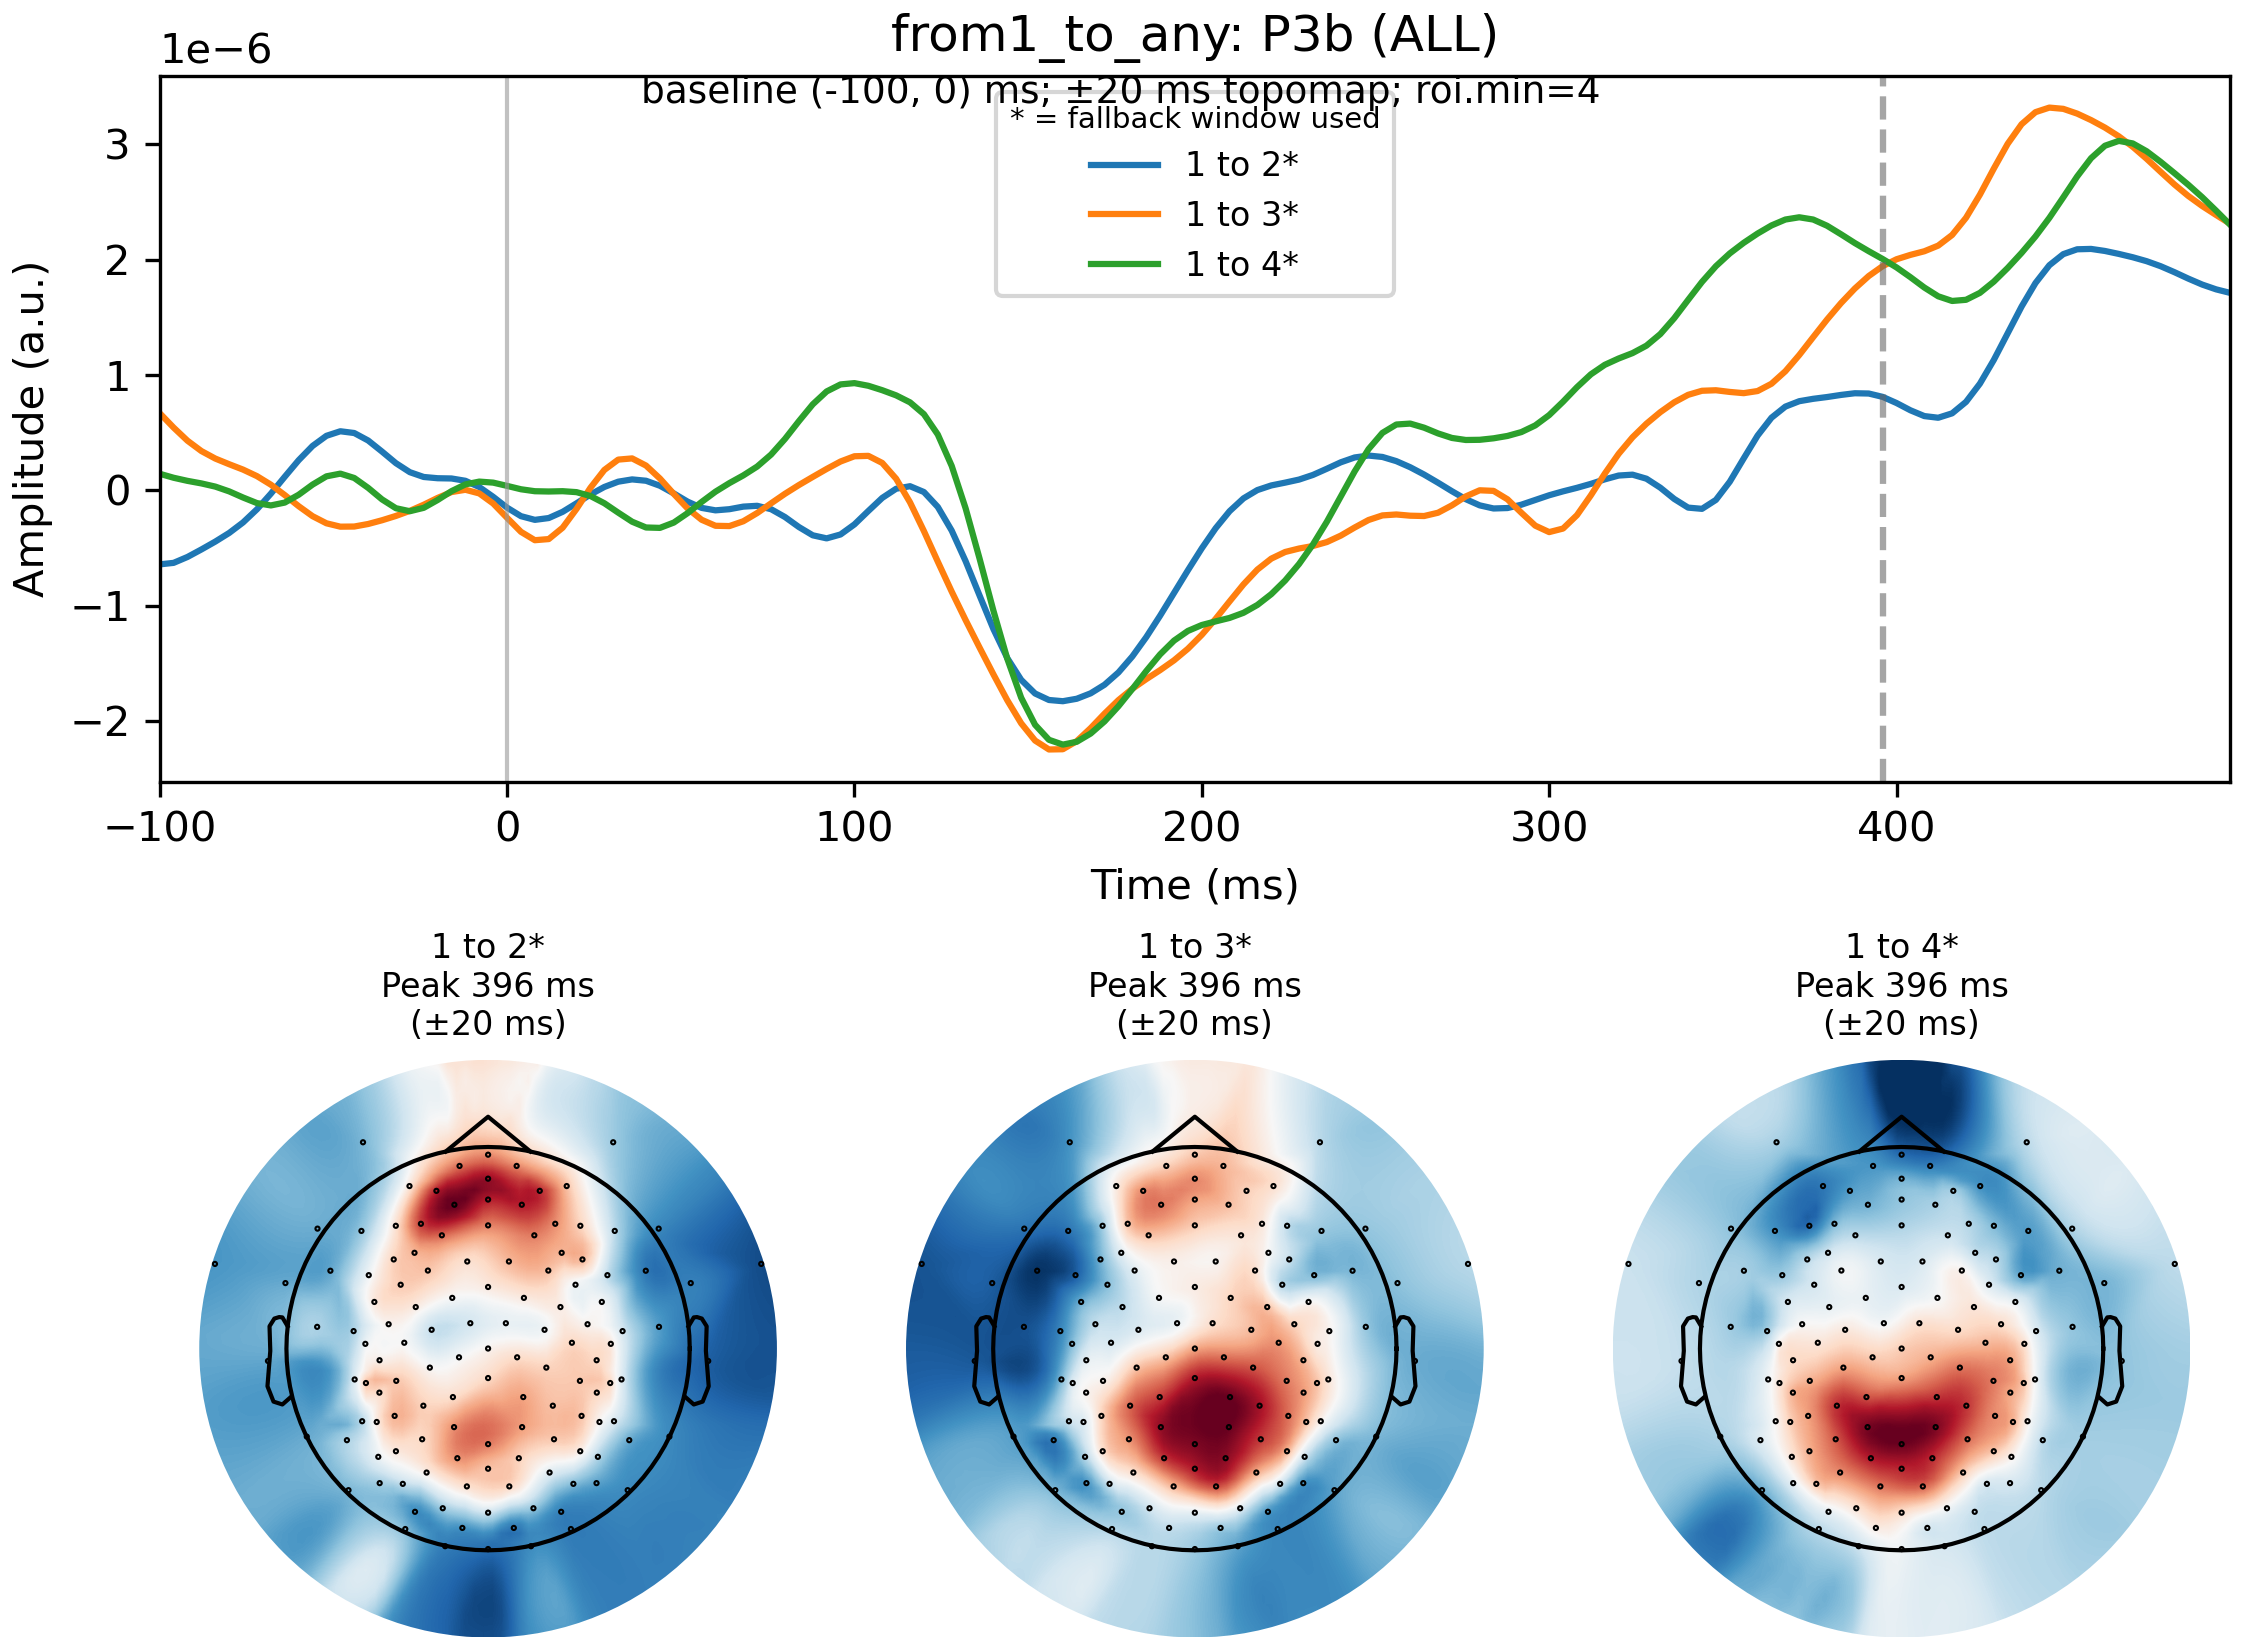 from1_to_any: P3b (ALL)
1e−6
baseline (-100, 0) ms; ±20 ms topomap; roi.min=4
* = fallback window used
1 to 2*
1 to 3*
1 to 4*
Amplitude (a.u.)
3
2
1
0
−1
−2
−100
0
100
200
300
400
Time (ms)
1 to 2*
Peak 396 ms
(±20 ms)
1 to 3*
Peak 396 ms
(±20 ms)
1 to 4*
Peak 396 ms
(±20 ms)